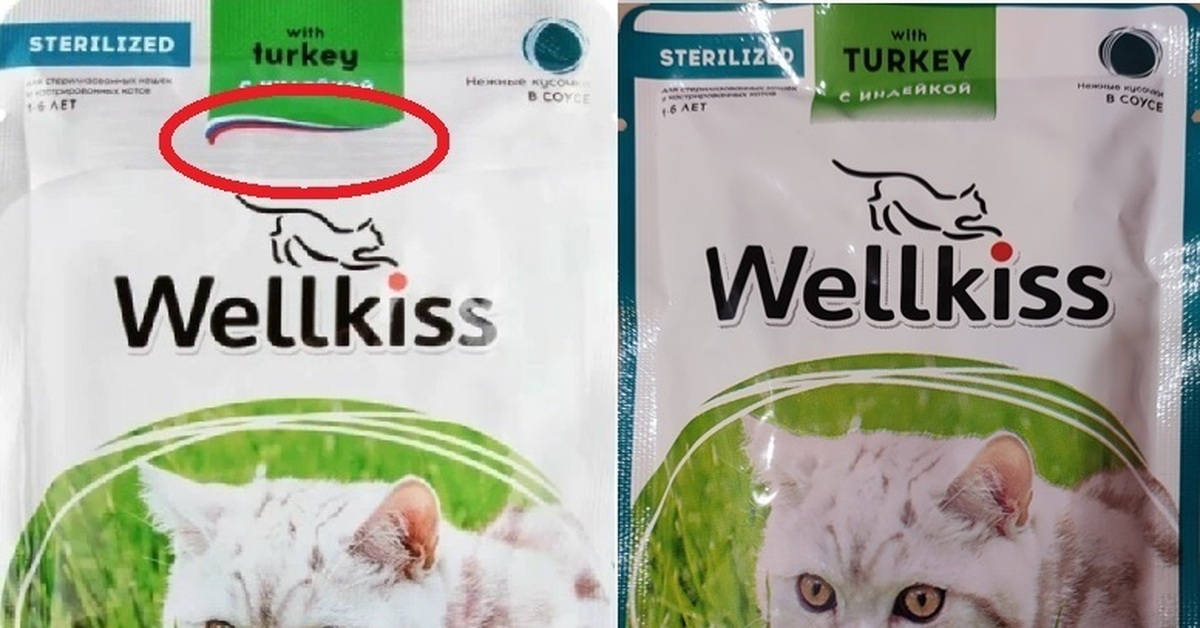 STERILIZED
для стерилизованных кошек
и кастрированных котов
1-6 ЛЕТ
with
turkey
С ИНДЕЙКОЙ
Нежные кусочки
В СОУСЕ
Wellkiss
STERILIZED
для стерилизованных кошек
и кастрированных котов
1-6 ЛЕТ
with
TURKEY
С ИНДЕЙКОЙ
Нежные кусочки
В СОУСЕ
Wellkiss